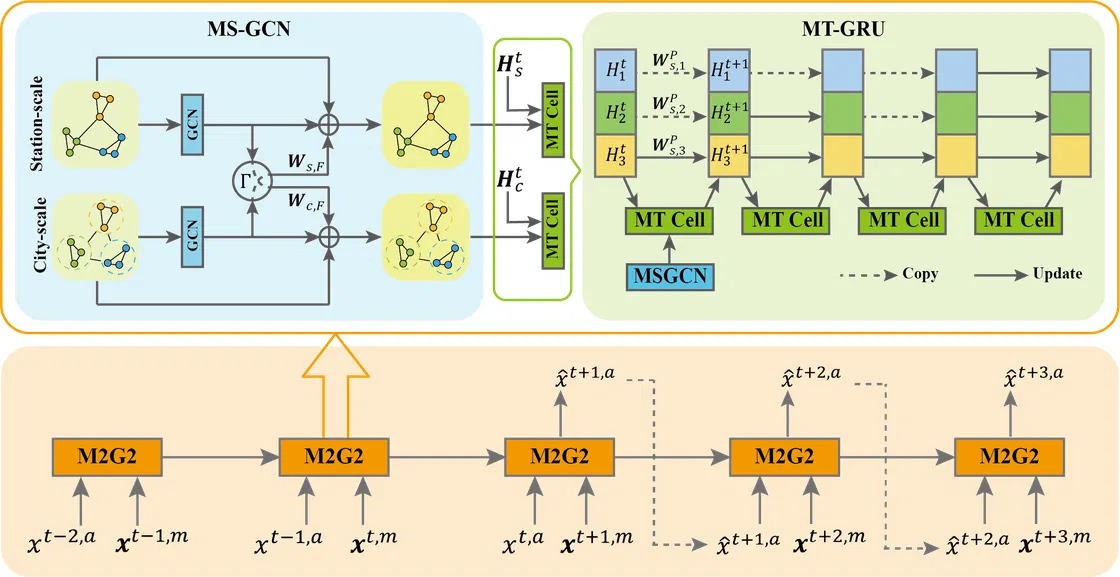 MS-GCN
MT-GRU
Station-scale
City-scale
GCN
GCN
Γ
W_{s,F}
W_{c,F}
H_s^t
H_c^t
MT Cell
MT Cell
H_1^t W_{s,1}^P H_1^{t+1}
H_2^t W_{s,2}^P H_2^{t+1}
H_3^t W_{s,3}^P H_3^{t+1}
MT Cell MT Cell MT Cell MT Cell
MSGCN
Copy Update
x̂^{t+1,a} x̂^{t+2,a} x̂^{t+3,a}
M2G2 M2G2 M2G2 M2G2 M2G2
x^{t-2,a} x^{t-1,m} x^{t-1,a} x^{t,m} x^{t,a} x^{t+1,m} x̂^{t+1,a} x^{t+2,m} x̂^{t+2,a} x^{t+3,m}